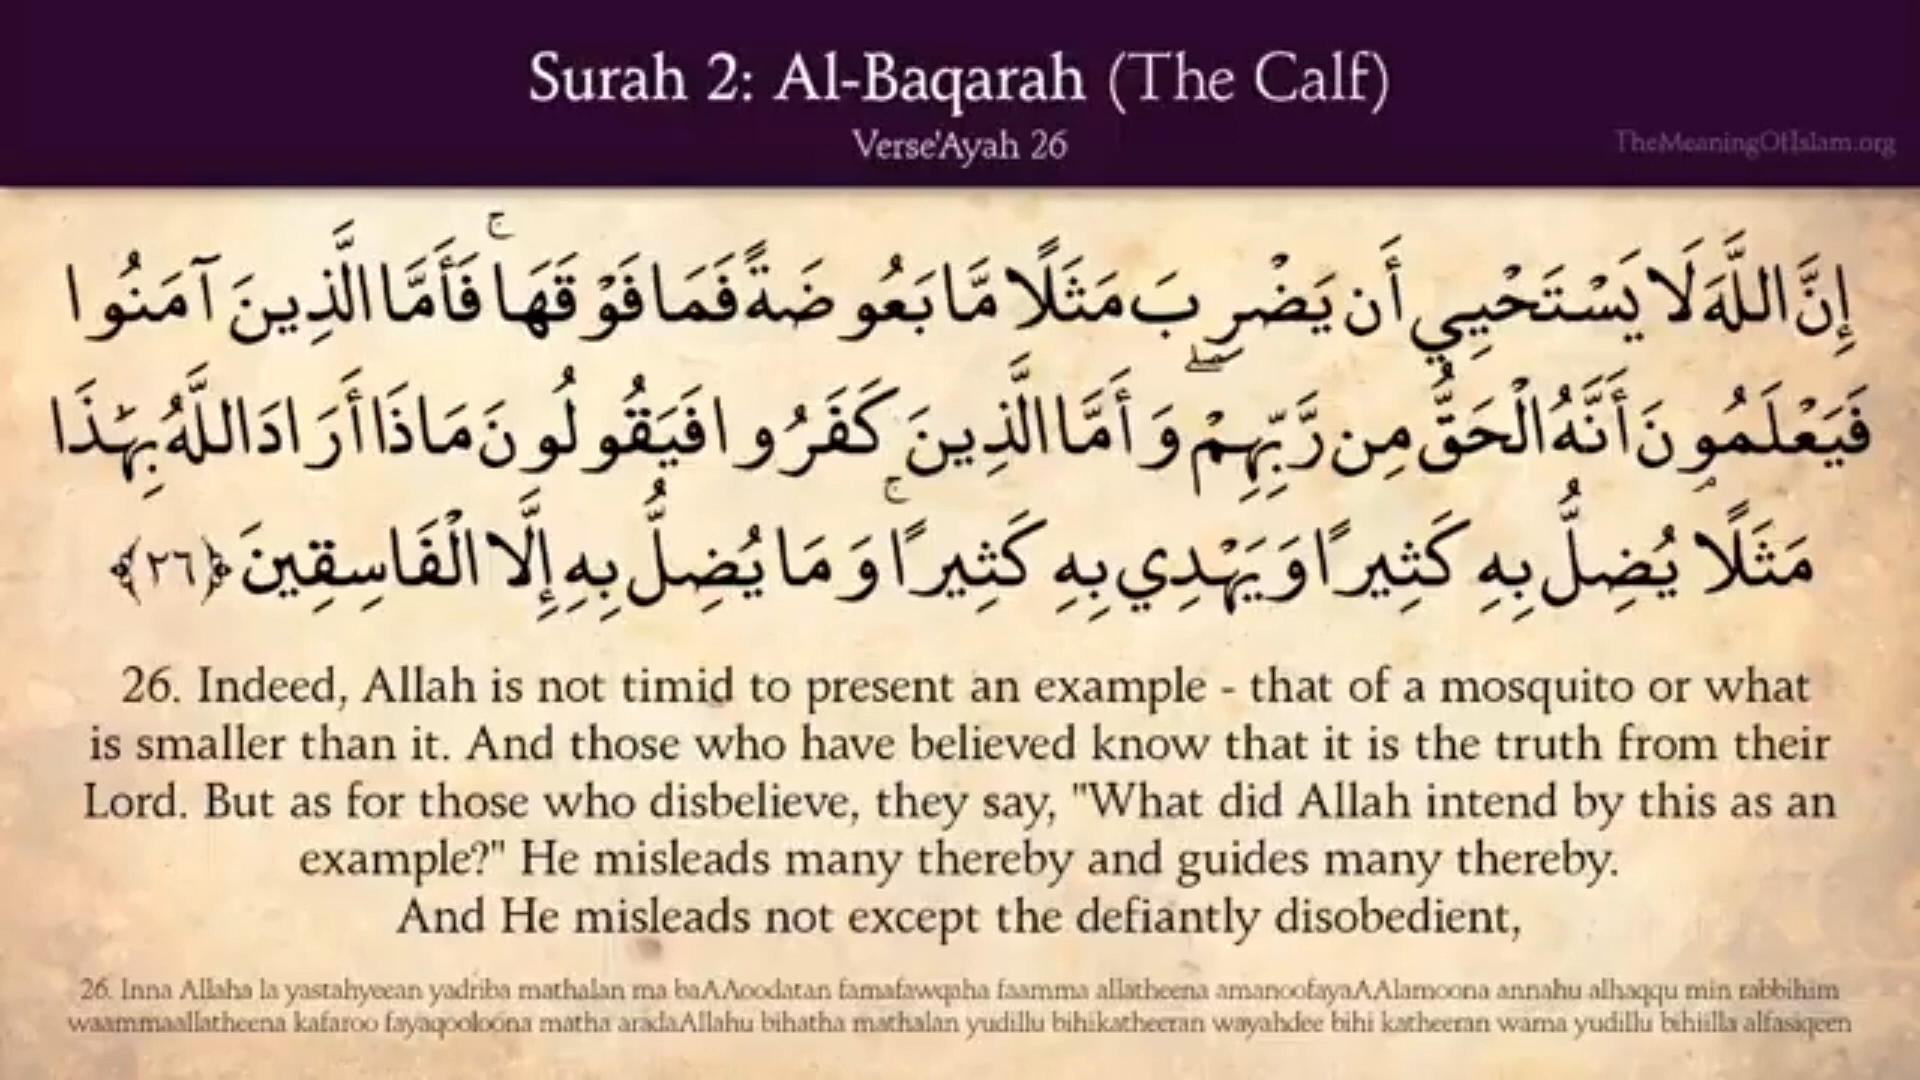 Surah 2: Al-Baqarah (The Calf)
Verse'Ayah 26
TheMeaningOfIslam.org
إِنَّ اللَّهَ لَا يَسْتَحْيِي أَن يَضْرِبَ مَثَلًا مَّا بَعُوضَةً فَمَا فَوْقَهَا ۚ فَأَمَّا الَّذِينَ آمَنُوا
فَيَعْلَمُونَ أَنَّهُ الْحَقُّ مِن رَّبِّهِمْ ۖ وَأَمَّا الَّذِينَ كَفَرُوا فَيَقُولُونَ مَاذَا أَرَادَ اللَّهُ بِهَٰذَا
مَثَلًا ۘ يُضِلُّ بِهِ كَثِيرًا وَيَهْدِي بِهِ كَثِيرًا ۚ وَمَا يُضِلُّ بِهِ إِلَّا الْفَاسِقِينَ ﴿٢٦﴾
26. Indeed, Allah is not timid to present an example - that of a mosquito or what
is smaller than it. And those who have believed know that it is the truth from their
Lord. But as for those who disbelieve, they say, "What did Allah intend by this as an
example?" He misleads many thereby and guides many thereby.
And He misleads not except the defiantly disobedient,
26. Inna Allaha la yastahyeean yadriba mathalan ma baAAoodatan famafawqaha faamma allatheena amanoofayaAAlamoona annahu alhaqqu min rabbihim
waammaallatheena kafaroo fayaqooloona matha aradaAllahu bihatha mathalan yudillu bihikatheeran wayahdee bihi katheeran wama yudillu bihiilla alfasiqeen